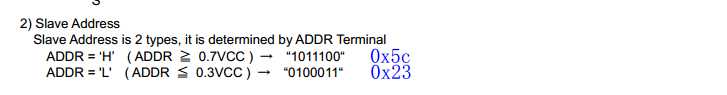 2) Slave Address
Slave Address is 2 types, it is determined by ADDR Terminal
ADDR = ‘H’ ( ADDR ≧ 0.7VCC ) → “1011100“ 0x5c
ADDR = 'L' ( ADDR ≦ 0.3VCC ) → “0100011“ 0x23